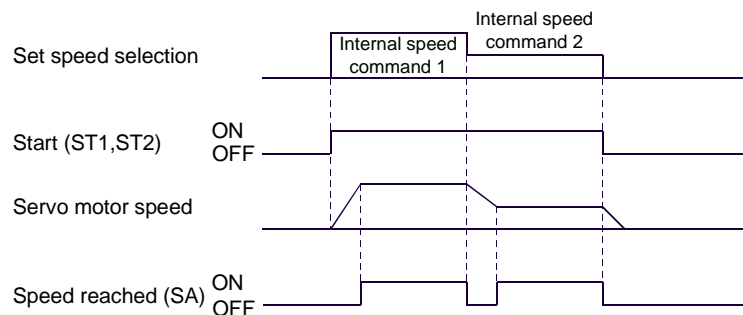 Internal speed
command 2
Internal speed
command 1
Set speed selection
Start (ST1,ST2)
ON
OFF
Servo motor speed
Speed reached (SA)
ON
OFF